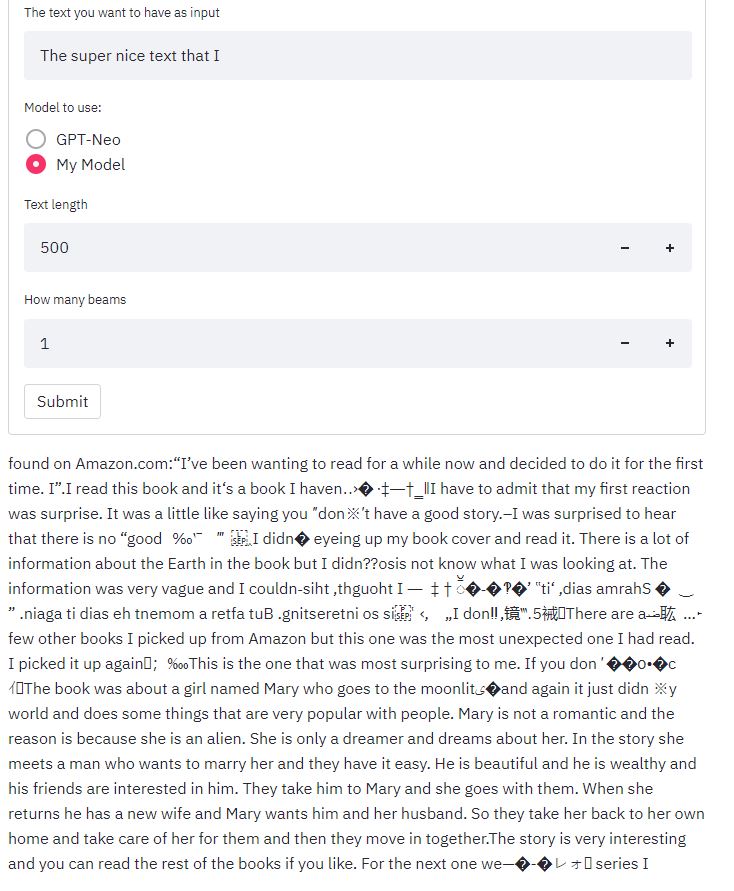 The text you want to have as input
The super nice text that I
Model to use:
GPT-Neo
My Model
Text length
500
− +
How many beams
1
− +
Submit
found on Amazon.com:“I’ve been wanting to read for a while now and decided to do it for the first
time. I”.I read this book and it‘s a book I haven..›�·‡—†‗‖I have to admit that my first reaction
was surprise. It was a little like saying you ″don※′t have a good story.–I was surprised to hear
that there is no “good ‰‶‾ ‴ I didn� eyeing up my book cover and read it. There is a lot of
information about the Earth in the book but I didn??osis not know what I was looking at. The
information was very vague and I couldn-siht ,thguoht I — ‡ † �-� �’ ‟ti‛ ,dias amrahS � ‿
” .niaga ti dias eh tnemom a retfa tuB .gnitseretni os si ‹, „I don‼,镜‷.5 There are a …
few other books I picked up from Amazon but this one was the most unexpected one I had read.
I picked it up again ; ‱This is the one that was most surprising to me. If you don ′��o•�c
The book was about a girl named Mary who goes to the moonlit �and again it just didn ※y
world and does some things that are very popular with people. Mary is not a romantic and the
reason is because she is an alien. She is only a dreamer and dreams about her. In the story she
meets a man who wants to marry her and they have it easy. He is beautiful and he is wealthy and
his friends are interested in him. They take him to Mary and she goes with them. When she
returns he has a new wife and Mary wants him and her husband. So they take her back to her own
home and take care of her for them and then they move in together.The story is very interesting
and you can read the rest of the books if you like. For the next one we—�-�レォ series I